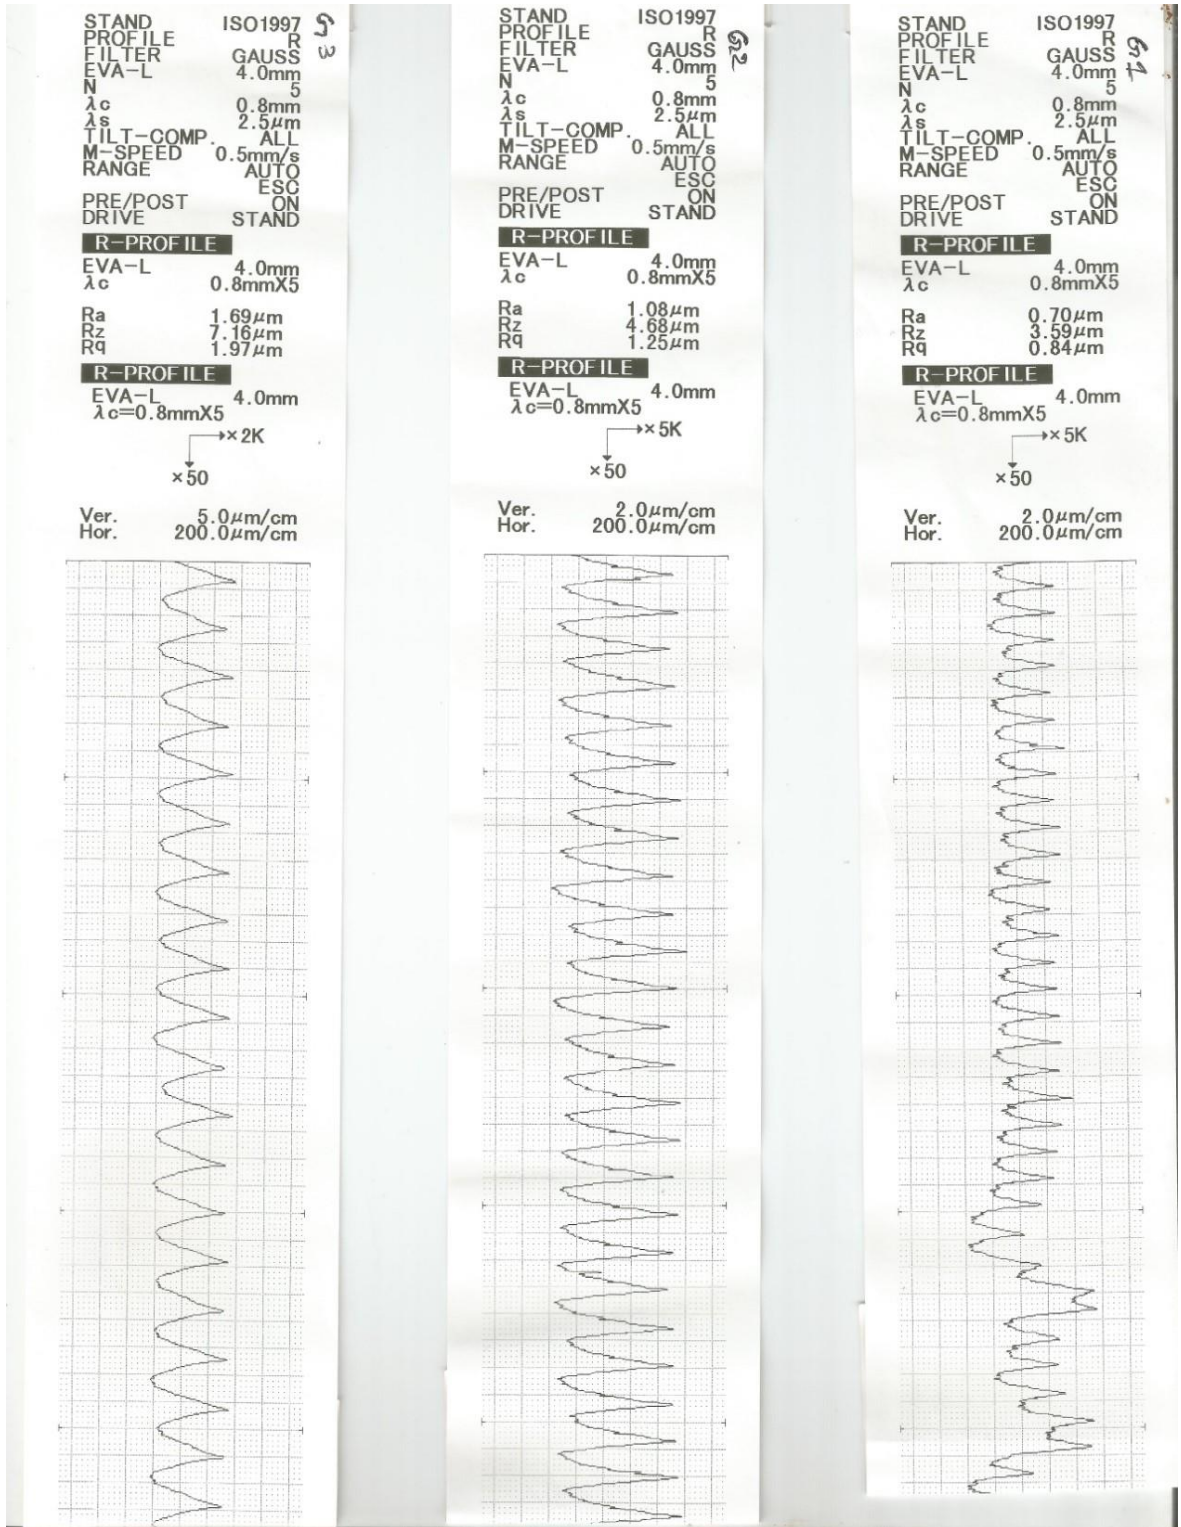 Gn 3
STAND ISO1997
PROFILE R
FILTER GAUSS
EVA-L 4.0mm
N 5
λc 0.8mm
λs 2.5μm
TILT-COMP. ALL
M-SPEED 0.5mm/s
RANGE AUTO
ESC
PRE/POST ON
DRIVE STAND
R-PROFILE
EVA-L 4.0mm
λc 0.8mmX5
Ra 1.69μm
Rz 7.16μm
Rq 1.97μm
R-PROFILE
EVA-L 4.0mm
λc=0.8mmX5
×2K
×50
Ver. 5.0μm/cm
Hor. 200.0μm/cm
Gn2
STAND ISO1997
PROFILE R
FILTER GAUSS
EVA-L 4.0mm
N 5
λc 0.8mm
λs 2.5μm
TILT-COMP. ALL
M-SPEED 0.5mm/s
RANGE AUTO
ESC
PRE/POST ON
DRIVE STAND
R-PROFILE
EVA-L 4.0mm
λc 0.8mmX5
Ra 1.08μm
Rz 4.68μm
Rq 1.25μm
R-PROFILE
EVA-L 4.0mm
λc=0.8mmX5
×5K
×50
Ver. 2.0μm/cm
Hor. 200.0μm/cm
Gn1
STAND ISO1997
PROFILE R
FILTER GAUSS
EVA-L 4.0mm
N 5
λc 0.8mm
λs 2.5μm
TILT-COMP. ALL
M-SPEED 0.5mm/s
RANGE AUTO
ESC
PRE/POST ON
DRIVE STAND
R-PROFILE
EVA-L 4.0mm
λc 0.8mmX5
Ra 0.70μm
Rz 3.59μm
Rq 0.84μm
R-PROFILE
EVA-L 4.0mm
λc=0.8mmX5
×5K
×50
Ver. 2.0μm/cm
Hor. 200.0μm/cm